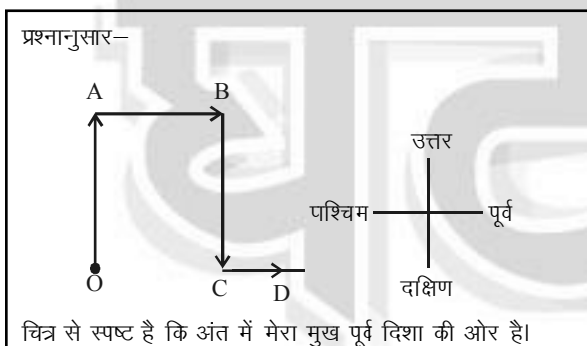 प्रश्नानुसार–
A B
उत्तर
पश्चिम पूर्व
O C D
दक्षिण
चित्र से स्पष्ट है कि अंत में मेरा मुख पूर्व दिशा की ओर है।